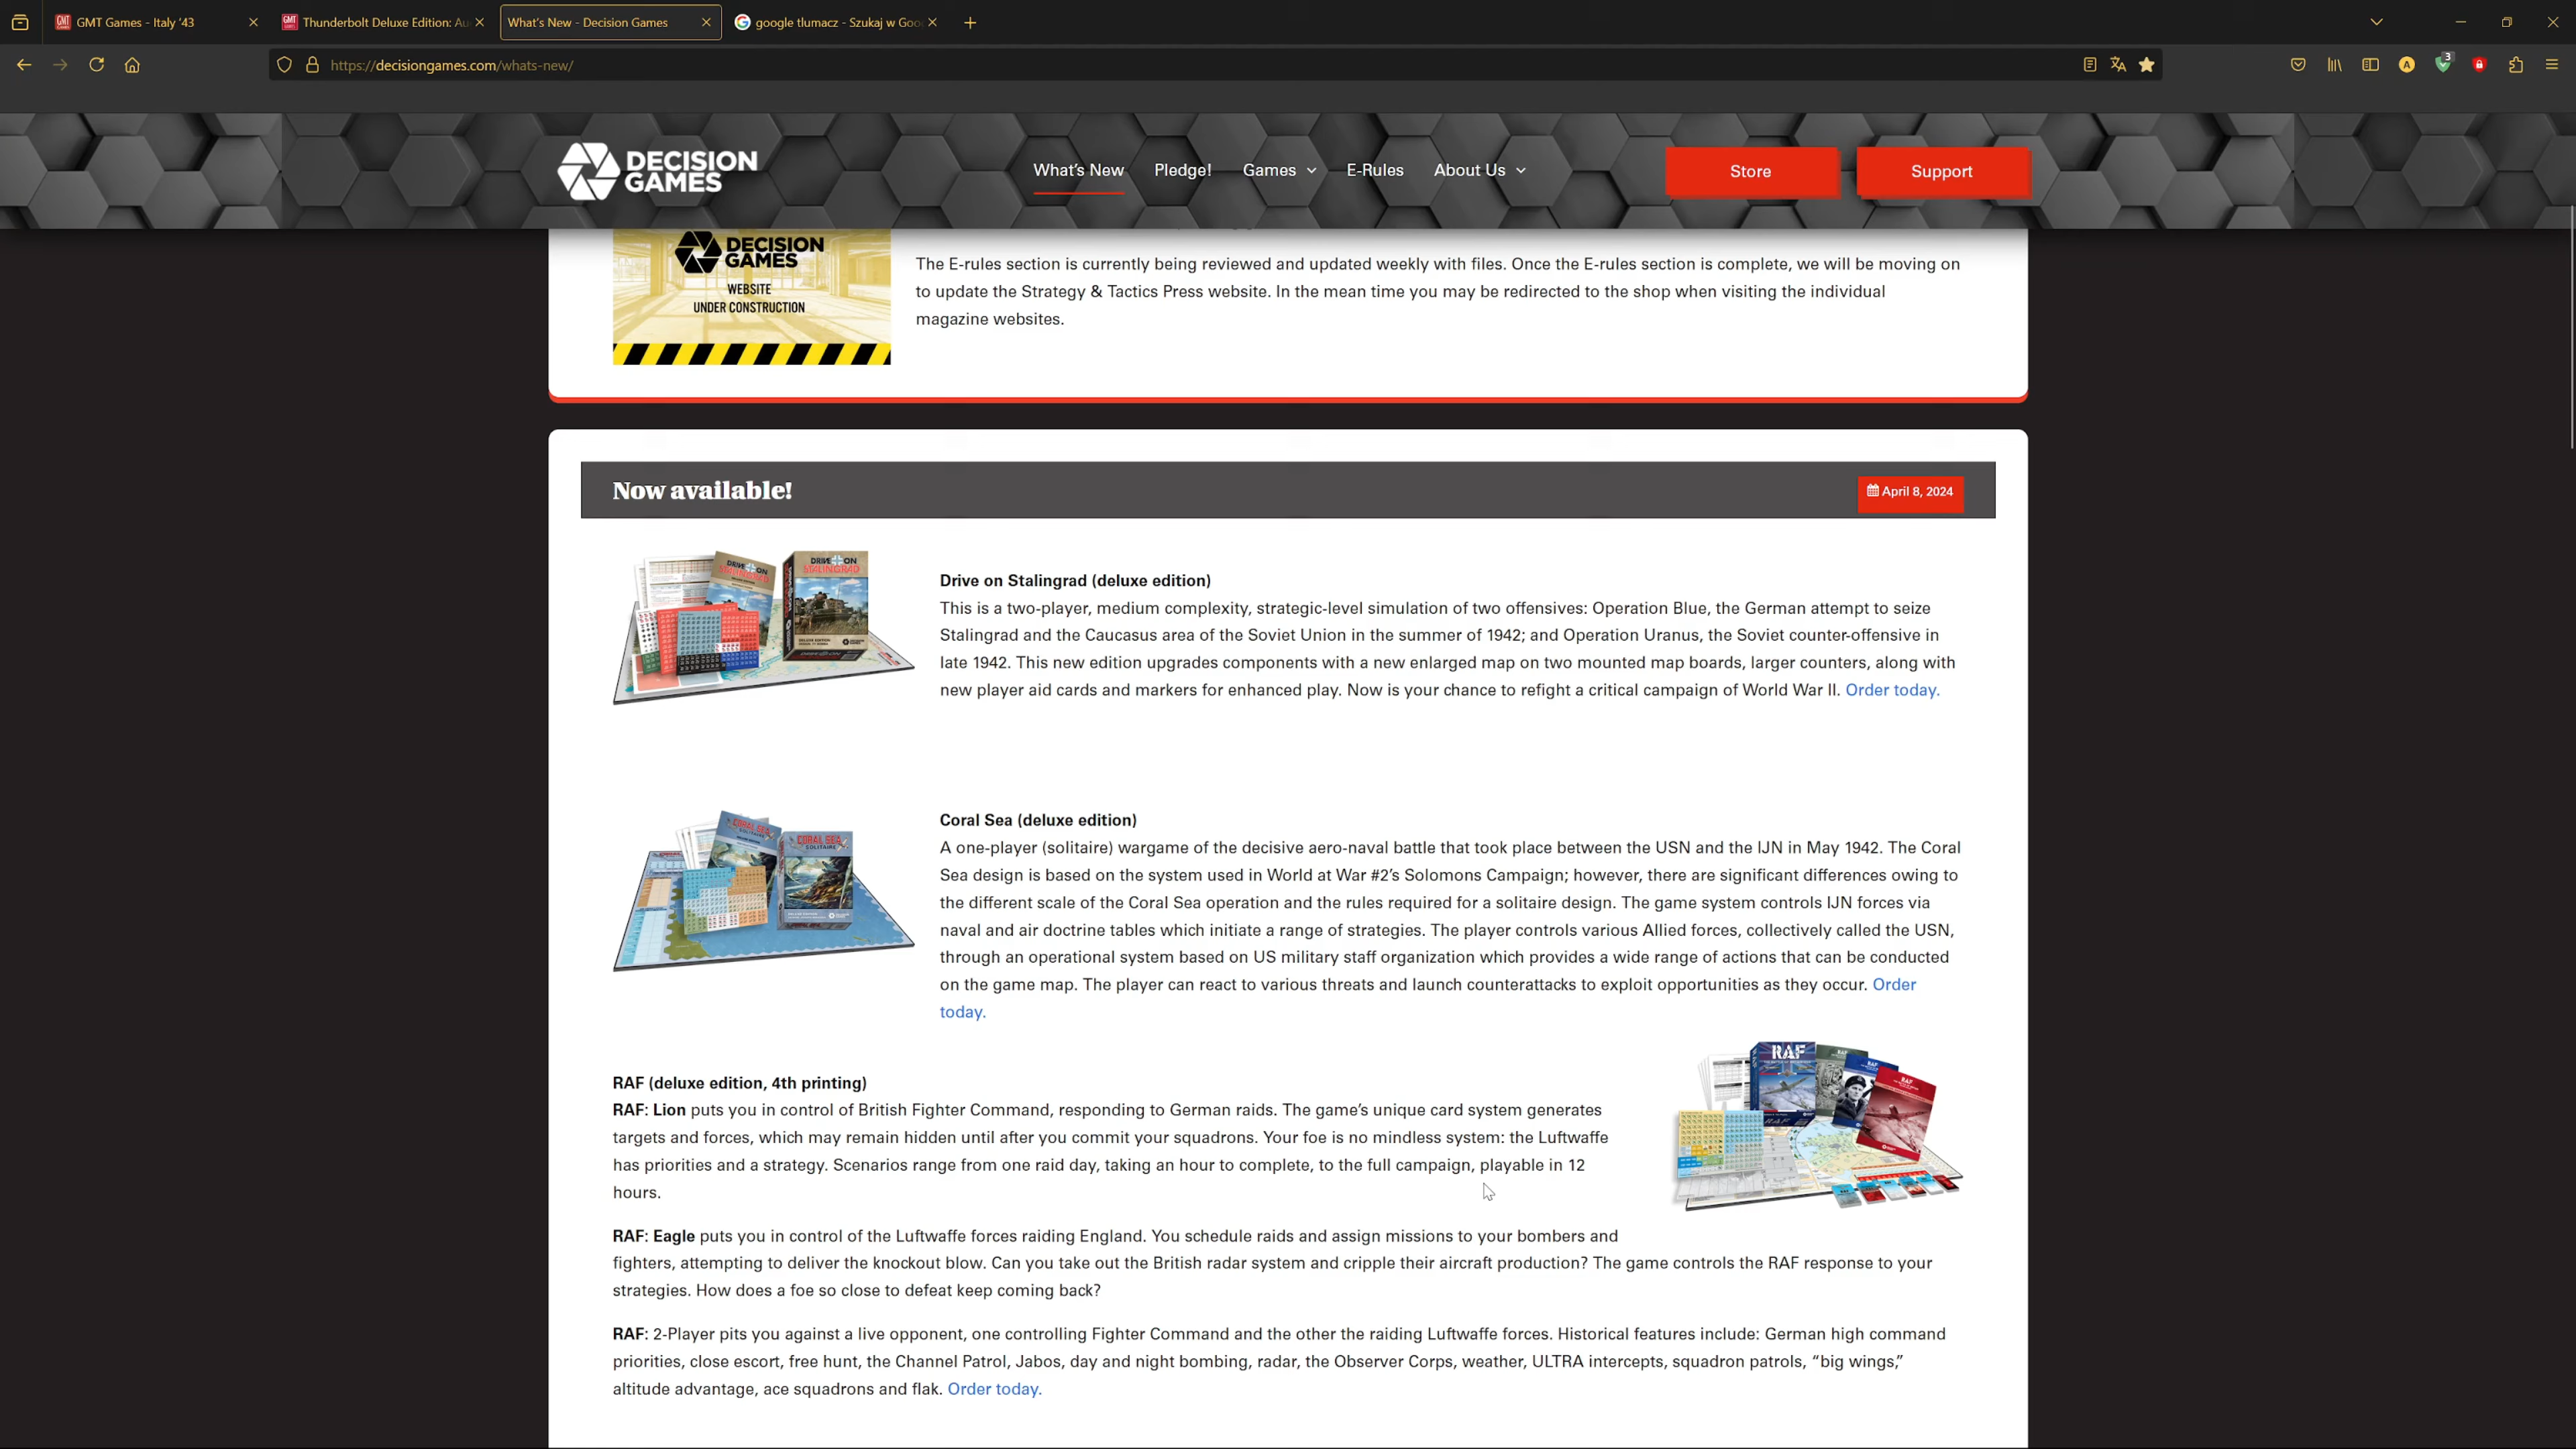 GMT Games - Italy '43
Thunderbolt Deluxe Edition: Au
What's New - Decision Games
google tlumacz - Szukaj w Goo
https://decisiongames.com/whats-new/
3
DECISION GAMES
What's New
Pledge!
Games
E-Rules
About Us
Store
Support
DECISION
GAMES
WEBSITE
UNDER CONSTRUCTION
The E-rules section is currently being reviewed and updated weekly with files. Once the E-rules section is complete, we will be moving on
to update the Strategy & Tactics Press website. In the mean time you may be redirected to the shop when visiting the individual
magazine websites.
Now available!
April 8, 2024
DRIVE ON
STALINGRAD
DRIVE ON
STALINGRAD
Drive on Stalingrad (deluxe edition)
This is a two-player, medium complexity, strategic-level simulation of two offensives: Operation Blue, the German attempt to seize
Stalingrad and the Caucasus area of the Soviet Union in the summer of 1942; and Operation Uranus, the Soviet counter-offensive in
late 1942. This new edition upgrades components with a new enlarged map on two mounted map boards, larger counters, along with
new player aid cards and markers for enhanced play. Now is your chance to refight a critical campaign of World War II. Order today.
CORAL SEA
SOLITAIRE
CORAL SEA
SOLITAIRE
Coral Sea (deluxe edition)
A one-player (solitaire) wargame of the decisive aero-naval battle that took place between the USN and the IJN in May 1942. The Coral
Sea design is based on the system used in World at War #2's Solomons Campaign; however, there are significant differences owing to
the different scale of the Coral Sea operation and the rules required for a solitaire design. The game system controls IJN forces via
naval and air doctrine tables which initiate a range of strategies. The player controls various Allied forces, collectively called the USN,
through an operational system based on US military staff organization which provides a wide range of actions that can be conducted
on the game map. The player can react to various threats and launch counterattacks to exploit opportunities as they occur. Order
today.
RAF
RAF (deluxe edition, 4th printing)
RAF: Lion puts you in control of British Fighter Command, responding to German raids. The game's unique card system generates
targets and forces, which may remain hidden until after you commit your squadrons. Your foe is no mindless system: the Luftwaffe
has priorities and a strategy. Scenarios range from one raid day, taking an hour to complete, to the full campaign, playable in 12
hours.
RAF: Eagle puts you in control of the Luftwaffe forces raiding England. You schedule raids and assign missions to your bombers and
fighters, attempting to deliver the knockout blow. Can you take out the British radar system and cripple their aircraft production? The game controls the RAF response to your
strategies. How does a foe so close to defeat keep coming back?
RAF: 2-Player pits you against a live opponent, one controlling Fighter Command and the other the raiding Luftwaffe forces. Historical features include: German high command
priorities, close escort, free hunt, the Channel Patrol, Jabos, day and night bombing, radar, the Observer Corps, weather, ULTRA intercepts, squadron patrols, "big wings,"
altitude advantage, ace squadrons and flak. Order today.